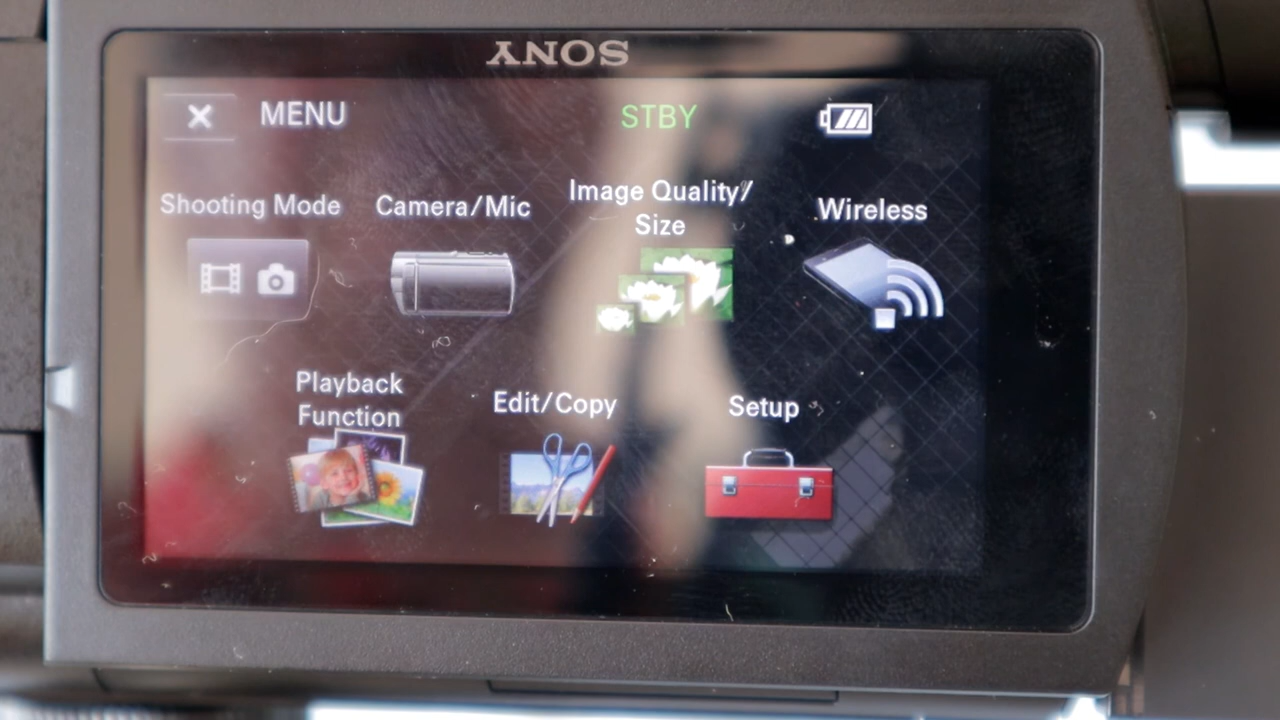 SONY
MENU
STBY
Shooting Mode
Camera/Mic
Image Quality/
Size
Wireless
Playback
Function
Edit/Copy
Setup